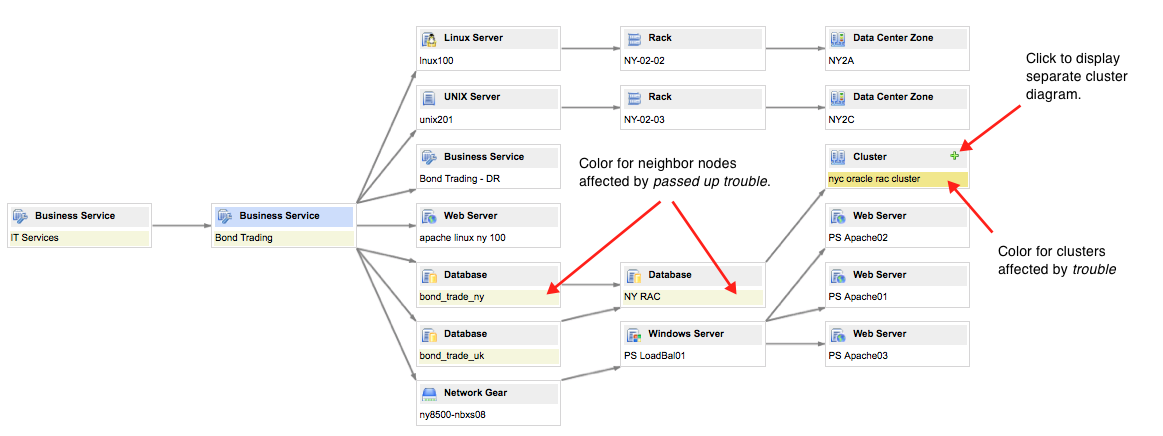 Linux Server
lnux100
Rack
NY-02-02
Data Center Zone
NY2A
Click to display
separate cluster
diagram.
UNIX Server
unix201
Rack
NY-02-03
Data Center Zone
NY2C
Business Service
Bond Trading - DR
Color for neighbor nodes
affected by passed up trouble.
Cluster
nyc oracle rac cluster
Business Service
IT Services
Business Service
Bond Trading
Web Server
apache linux ny 100
Web Server
PS Apache02
Color for clusters
affected by trouble
Database
bond_trade_ny
Database
NY RAC
Web Server
PS Apache01
Database
bond_trade_uk
Windows Server
PS LoadBal01
Web Server
PS Apache03
Network Gear
ny8500-nbxs08